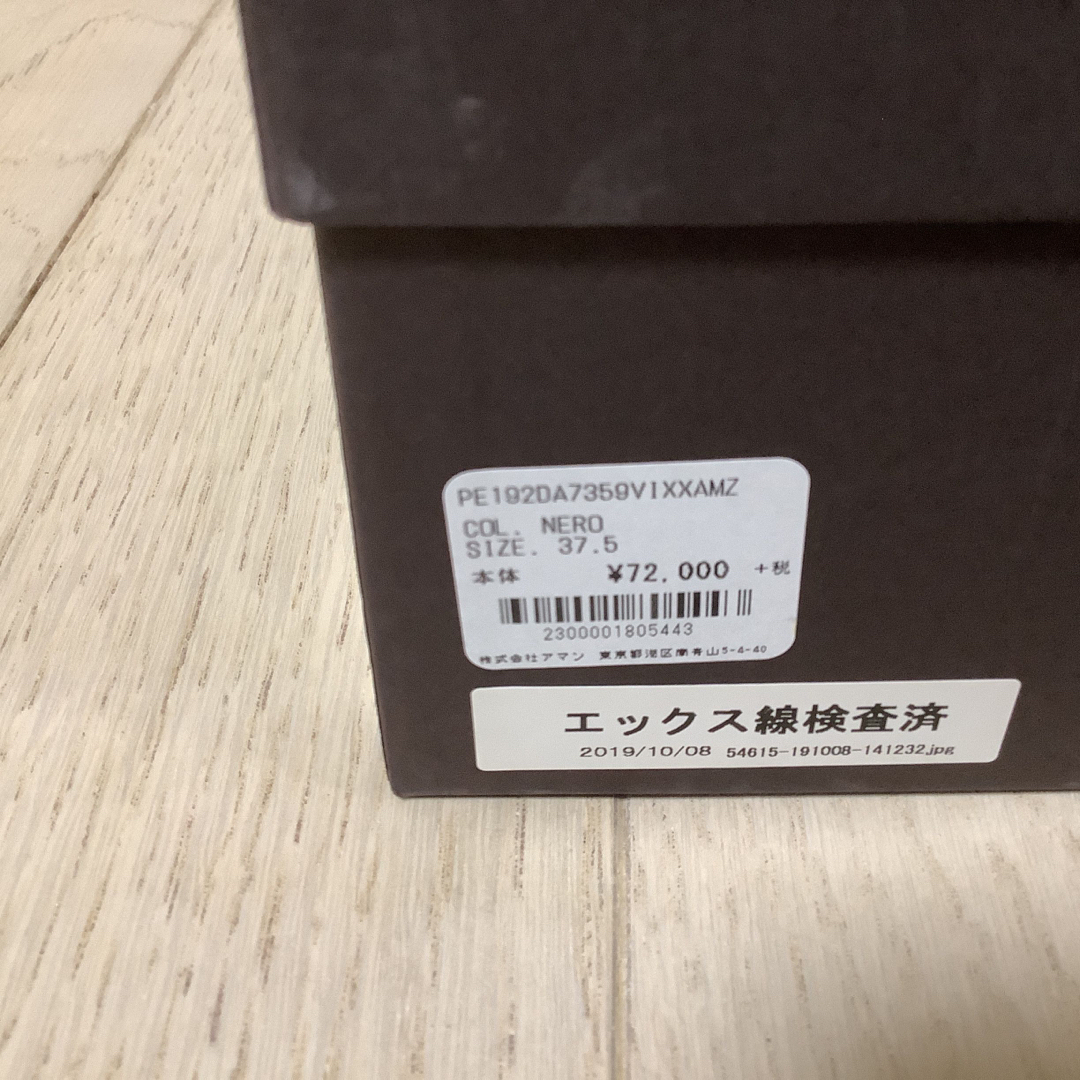 PE192DA7359VIXXAMZ
COL. NERO
SIZE. 37.5
本体 ¥72,000 +税
2300001805443
株式会社アマン 東京都港区南青山5-4-40
エックス線検査済
2019/10/08 54615-191008-141232.jpg